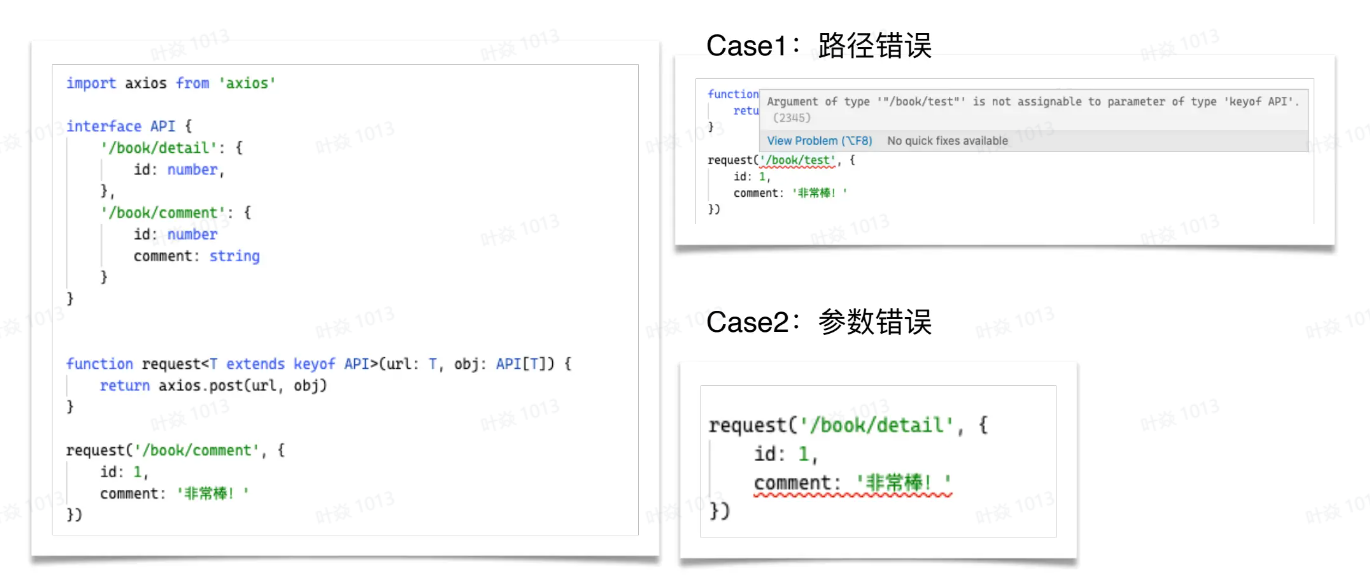 import axios from 'axios'
interface API {
'/book/detail': {
id: number,
},
'/book/comment': {
id: number
comment: string
}
}
function request<T extends keyof API>(url: T, obj: API[T]) {
return axios.post(url, obj)
}
request('/book/comment', {
id: 1,
comment: '非常棒！'
})
Case1：路径错误
function
retu
}
Argument of type '"/book/test"' is not assignable to parameter of type 'keyof API'.
(2345)
View Problem (⌥F8) No quick fixes available
request('/book/test', {
id: 1,
comment: '非常棒！'
})
Case2：参数错误
request('/book/detail', {
id: 1,
comment: '非常棒！'
})
叶焱 1013